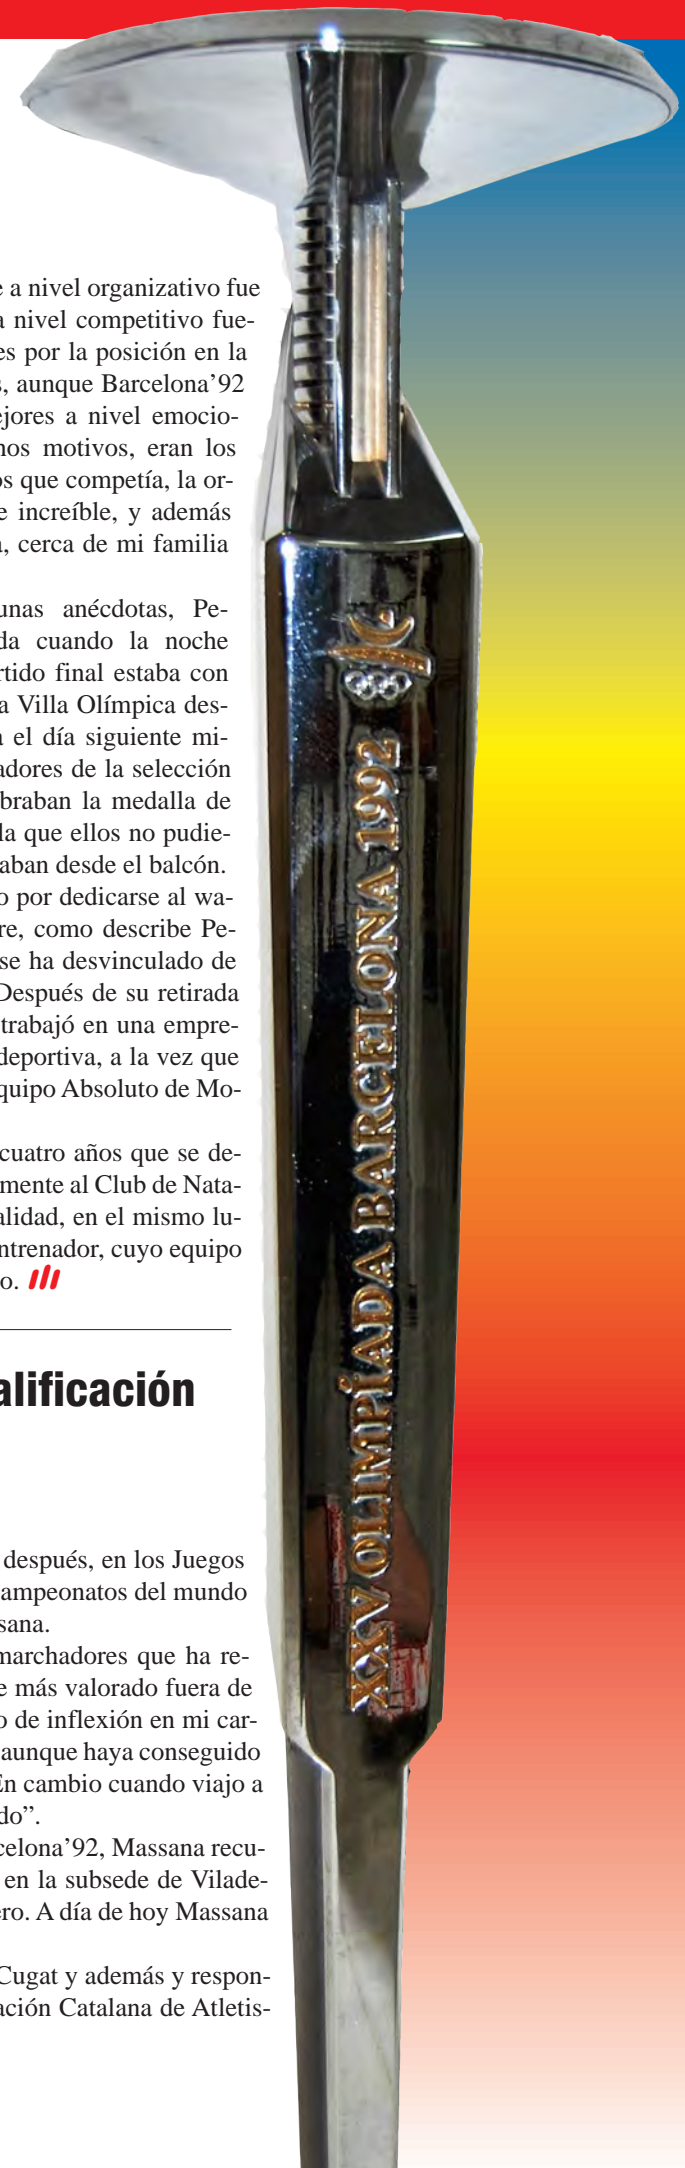 e a nivel organizativo fue
a nivel competitivo fue-
es por la posición en la
s, aunque Barcelona’92
ejores a nivel emocio-
nos motivos, eran los
os que competía, la or-
e increíble, y además
a, cerca de mi familia
unas anécdotas, Pe-
da cuando la noche
rtido final estaba con
a Villa Olímpica des-
a el día siguiente mi-
adores de la selección
braban la medalla de
la que ellos no pudie-
aban desde el balcón.
o por dedicarse al wa-
re, como describe Pe-
se ha desvinculado de
Después de su retirada
trabajó en una empre-
deportiva, a la vez que
quipo Absoluto de Mo-
cuatro años que se de-
mente al Club de Nata-
alidad, en el mismo lu-
ntrenador, cuyo equipo
o.
alificación
después, en los Juegos
campeonatos del mundo
sana.
marchadores que ha re-
e más valorado fuera de
o de inflexión en mi car-
aunque haya conseguido
En cambio cuando viajo a
do”.
celona’92, Massana recu-
en la subsede de Vilade-
ero. A día de hoy Massana
Cugat y además y respon-
ación Catalana de Atletis-
XXV OLIMPÍADA BARCELONA 1992